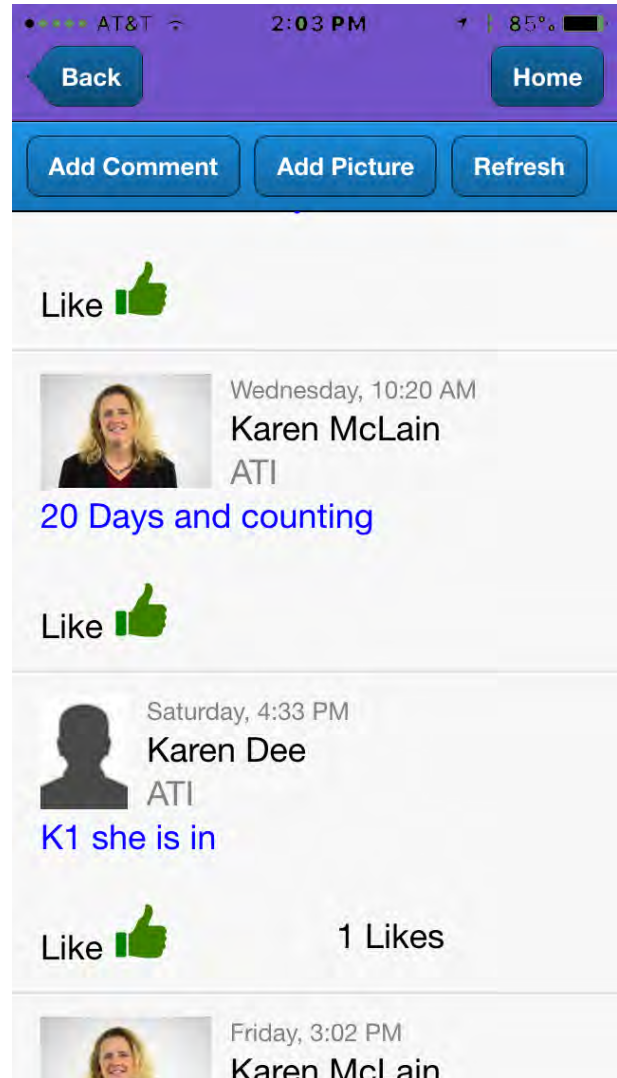 AT&T 2:03 PM 85%
Back Home
Add Comment Add Picture Refresh
Like
Wednesday, 10:20 AM
Karen McLain
ATI
20 Days and counting
Like
Saturday, 4:33 PM
Karen Dee
ATI
K1 she is in
Like 1 Likes
Friday, 3:02 PM
Karen McLain